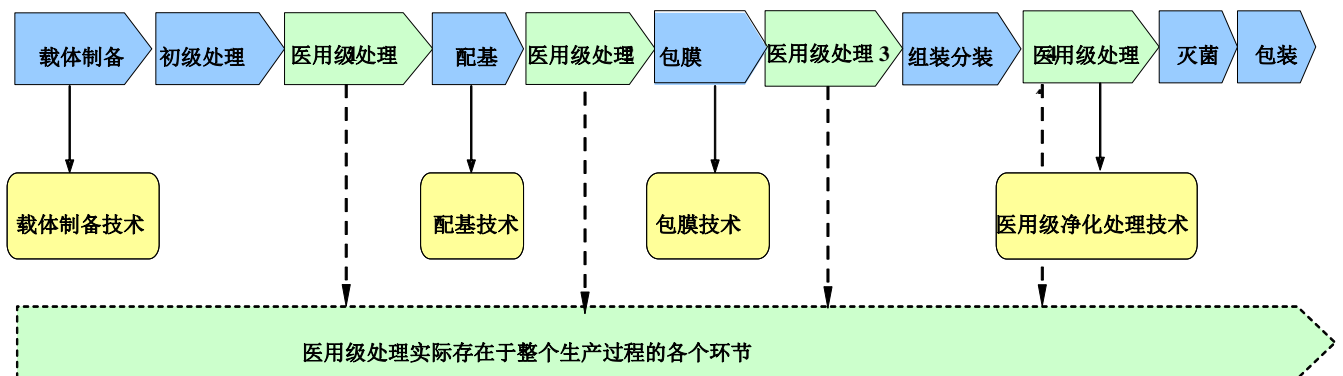 载体制备
初级处理
医用级处理1
配基
医用级处理2
包膜
医用级处理 3
组装分装
医用级处理4
灭菌
包装
载体制备技术
配基技术
包膜技术
医用级净化处理技术
医用级处理实际存在于整个生产过程的各个环节